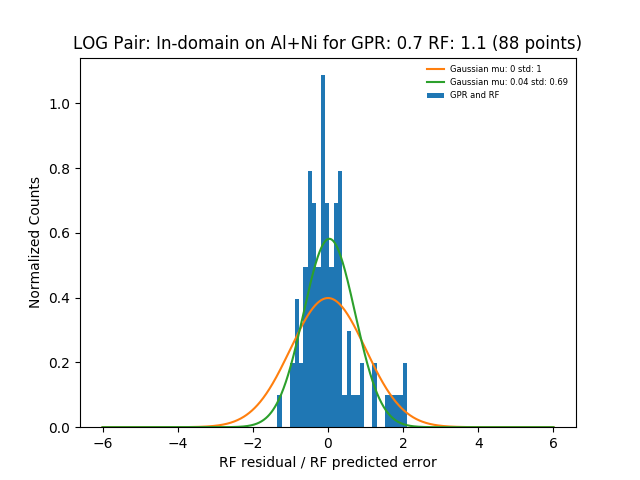 LOG Pair: In-domain on Al+Ni for GPR: 0.7 RF: 1.1 (88 points)
Gaussian mu: 0 std: 1
Gaussian mu: 0.04 std: 0.69
GPR and RF
Normalized Counts
1.0
0.8
0.6
0.4
0.2
0.0
−6 −4 −2 0 2 4 6
RF residual / RF predicted error